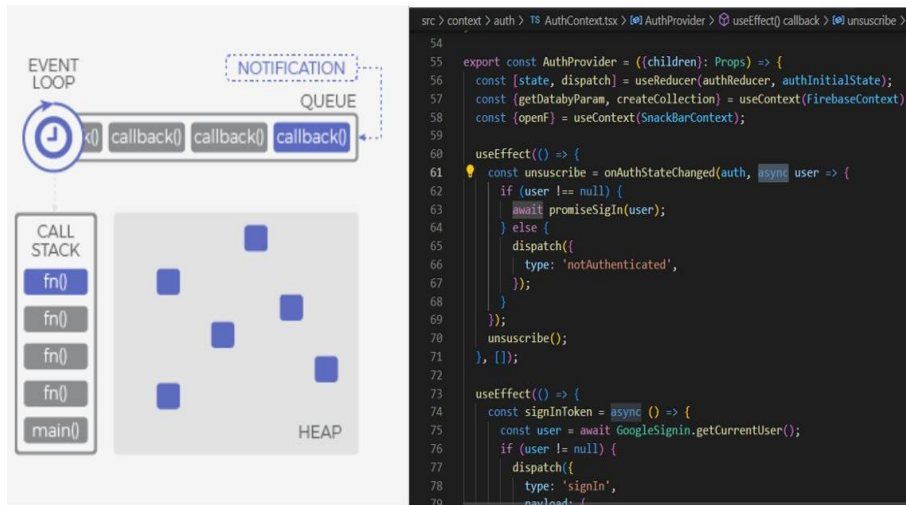 EVENT
LOOP
NOTIFICATION
QUEUE
k() callback() callback() callback()
CALL
STACK
fn()
fn()
fn()
fn()
main()
HEAP
src > context > auth > TS AuthContext.tsx > AuthProvider > useEffect() callback > unsuscribe >
54
55 export const AuthProvider = ({children}: Props) => {
56 const [state, dispatch] = useReducer(authReducer, authInitialState);
57 const {getDatabyParam, createCollection} = useContext(FirebaseContext)
58 const {openF} = useContext(SnackBarContext);
59
60 useEffect(() => {
61 const unsuscribe = onAuthStateChanged(auth, async user => {
62 if (user !== null) {
63 await promiseSigIn(user);
64 } else {
65 dispatch({
66 type: 'notAuthenticated',
67 });
68 }
69 });
70 unsuscribe();
71 }, []);
72
73 useEffect(() => {
74 const signInToken = async () => {
75 const user = await GoogleSignin.getCurrentUser();
76 if (user != null) {
77 dispatch({
78 type: 'signIn',
79 payload: {